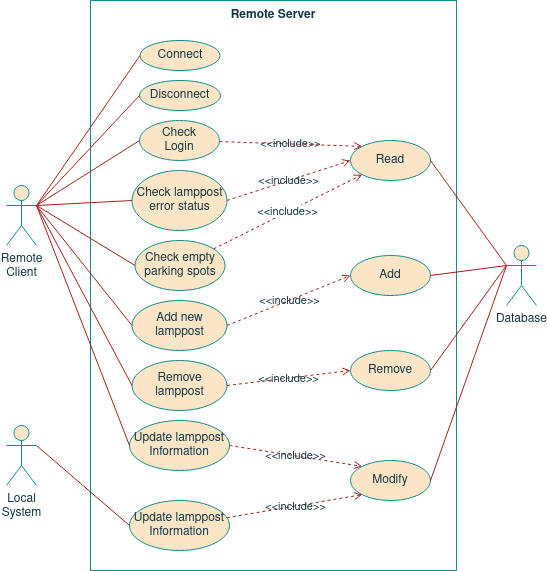 Remote Server
Connect
Disconnect
Check
Login
<<include>>
Read
Check lamppost
error status
<<include>>
<<include>>
Remote
Client
Check empty
parking spots
Add
Database
Add new
lamppost
<<include>>
Remove
lamppost
<<include>>
Remove
Update lamppost
Information
<<include>>
Modify
Local
System
Update lamppost
Information
<<include>>